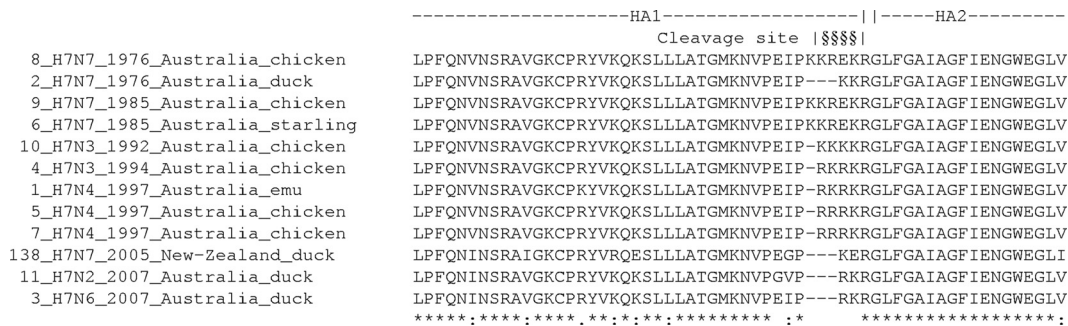 -------------------HA1-----------------||-----HA2---------
Cleavage site |§§§§|
8_H7N7_1976_Australia_chicken LPFQNVNSRAVGKCPRYVKQKSLLLATGMKNVPEIPKKREKRGLFGAIAGFIENGWEGLV
2_H7N7_1976_Australia_duck LPFQNVNSRAVGKCPRYVKQKSLLLATGMKNVPEIP---KKRGLFGAIAGFIENGWEGLV
9_H7N7_1985_Australia_chicken LPFQNVNSRAVGKCPRYVKQKSLLLATGMKNVPEIPKKREKRGLFGAIAGFIENGWEGLV
6_H7N7_1985_Australia_starling LPFQNVNSRAVGKCPRYVKQKSLLLATGMKNVPEIPKKREKRGLFGAIAGFIENGWEGLV
10_H7N3_1992_Australia_chicken LPFQNVNSRAVGKCPRYVKQKSLLLATGMKNVPEIP-KKKKRGLFGAIAGFIENGWEGLV
4_H7N3_1994_Australia_chicken LPFQNVNSRAVGKCPRYVKQKSLLLATGMKNVPEIP-RKRKRGLFGAIAGFIENGWEGLV
1_H7N4_1997_Australia_emu LPFQNVNSRAVGKCPRYVKQKSLLLATGMKNVPEIP-RKRKRGLFGAIAGFIENGWEGLV
5_H7N4_1997_Australia_chicken LPFQNVNSRAVGKCPRYVKQKSLLLATGMKNVPEIP-RRRKRGLFGAIAGFIENGWEGLV
7_H7N4_1997_Australia_chicken LPFQNVNSRAVGKCPRYVKQKSLLLATGMKNVPEIP-RRRKRGLFGAIAGFIENGWEGLV
138_H7N7_2005_New-Zealand_duck LPFQNINSRAIGKCPRYVRQESLLLATGMKNVPEGP---KERGLFGAIAGFIENGWEGLI
11_H7N2_2007_Australia_duck LPFQNINSRAVGKCPRYVKQKSLLLATGMKNVPGVP---RKRGLFGAIAGFIENGWEGLV
3_H7N6_2007_Australia_duck LPFQNINSRAVGKCPRYVKQKSLLLATGMKNVPEIP---RKRGLFGAIAGFIENGWEGLV
*****:****:*****.**:**:*:********** :* ******************: